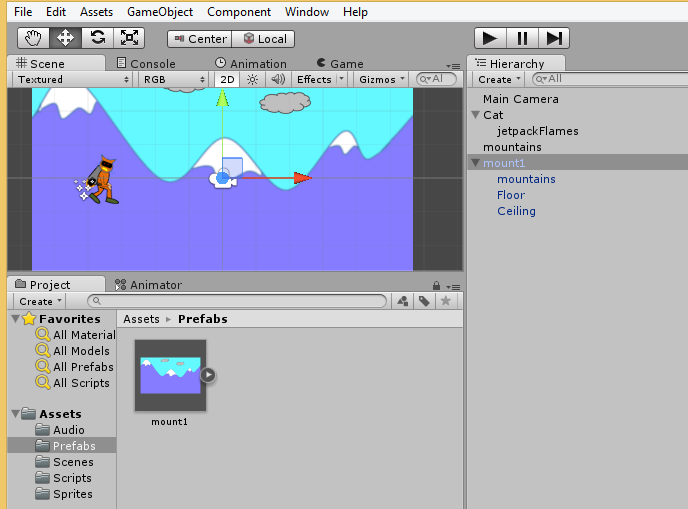 File Edit Assets GameObject Component Window Help
Center Local
Scene Console Animation Game
Textured RGB 2D Effects Gizmos Al
Hierarchy
Create All
Main Camera
Cat
jetpackFlames
mountains
mount1
mountains
Floor
Ceiling
Project Animator
Create
Favorites
All Material
All Models
All Prefabs
All Scripts
Assets
Audio
Prefabs
Scenes
Scripts
Sprites
Assets Prefabs
mount1